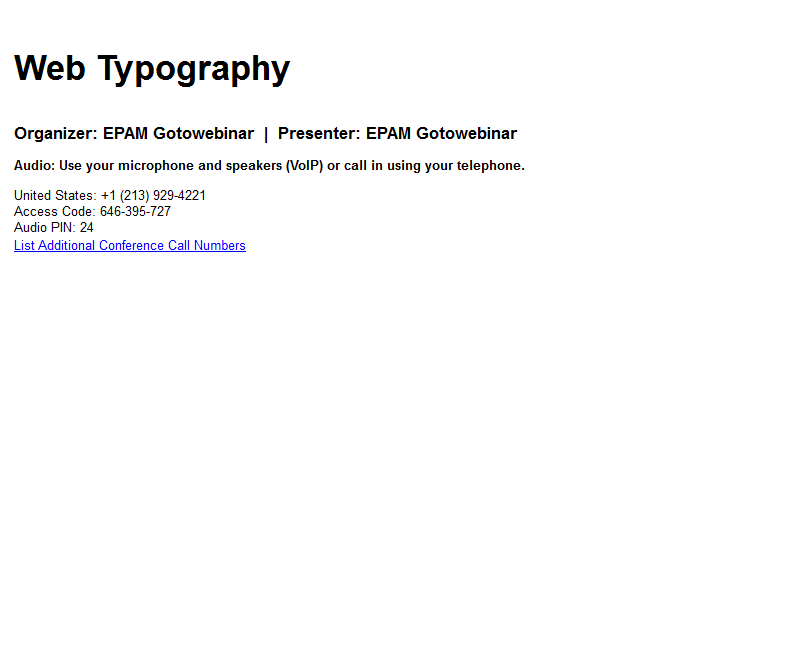 Web Typography
Organizer: EPAM Gotowebinar | Presenter: EPAM Gotowebinar
Audio: Use your microphone and speakers (VoIP) or call in using your telephone.
United States: +1 (213) 929-4221
Access Code: 646-395-727
Audio PIN: 24
List Additional Conference Call Numbers